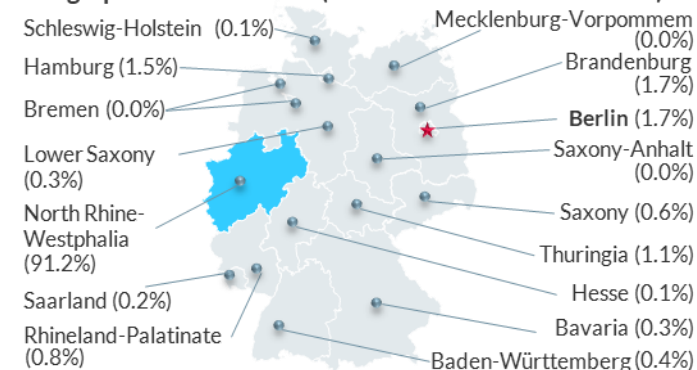 Schleswig-Holstein (0.1%)
Hamburg (1.5%)
Bremen (0.0%)
Lower Saxony
(0.3%)
North Rhine-
Westphalia
(91.2%)
Saarland (0.2%)
Rhineland-Palatinate
(0.8%)
Mecklenburg-Vorpommem
(0.0%)
Brandenburg
(1.7%)
Berlin (1.7%)
Saxony-Anhalt
(0.0%)
Saxony (0.6%)
Thuringia (1.1%)
Hesse (0.1%)
Bavaria (0.3%)
Baden-Württemberg (0.4%)